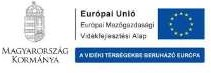 Európai Unió
Európai Mezőgazdasági
Vidékfejlesztési Alap
MAGYARORSZÁG
KORMÁNYA
A VIDÉKI TÉRSÉGEKBE BERUHÁZÓ EURÓPA